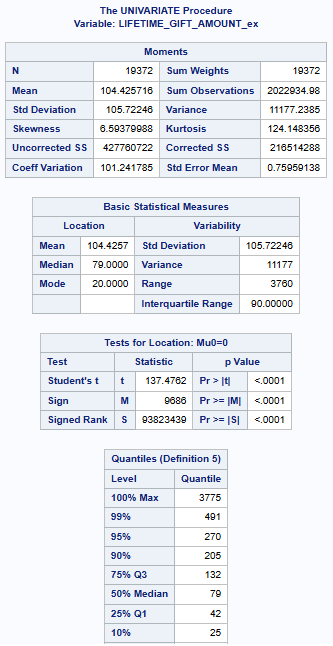 The UNIVARIATE Procedure
Variable: LIFETIME_GIFT_AMOUNT_ex
Moments
N 19372 Sum Weights 19372
Mean 104.425716 Sum Observations 2022934.98
Std Deviation 105.72246 Variance 11177.2385
Skewness 6.59379988 Kurtosis 124.148356
Uncorrected SS 427760722 Corrected SS 216514288
Coeff Variation 101.241785 Std Error Mean 0.75959138
Basic Statistical Measures
Location Variability
Mean 104.4257 Std Deviation 105.72246
Median 79.0000 Variance 11177
Mode 20.0000 Range 3760
Interquartile Range 90.00000
Tests for Location: Mu0=0
Test Statistic p Value
Student's t t 137.4762 Pr > |t| <.0001
Sign M 9686 Pr >= |M| <.0001
Signed Rank S 93823439 Pr >= |S| <.0001
Quantiles (Definition 5)
Level Quantile
100% Max 3775
99% 491
95% 270
90% 205
75% Q3 132
50% Median 79
25% Q1 42
10% 25